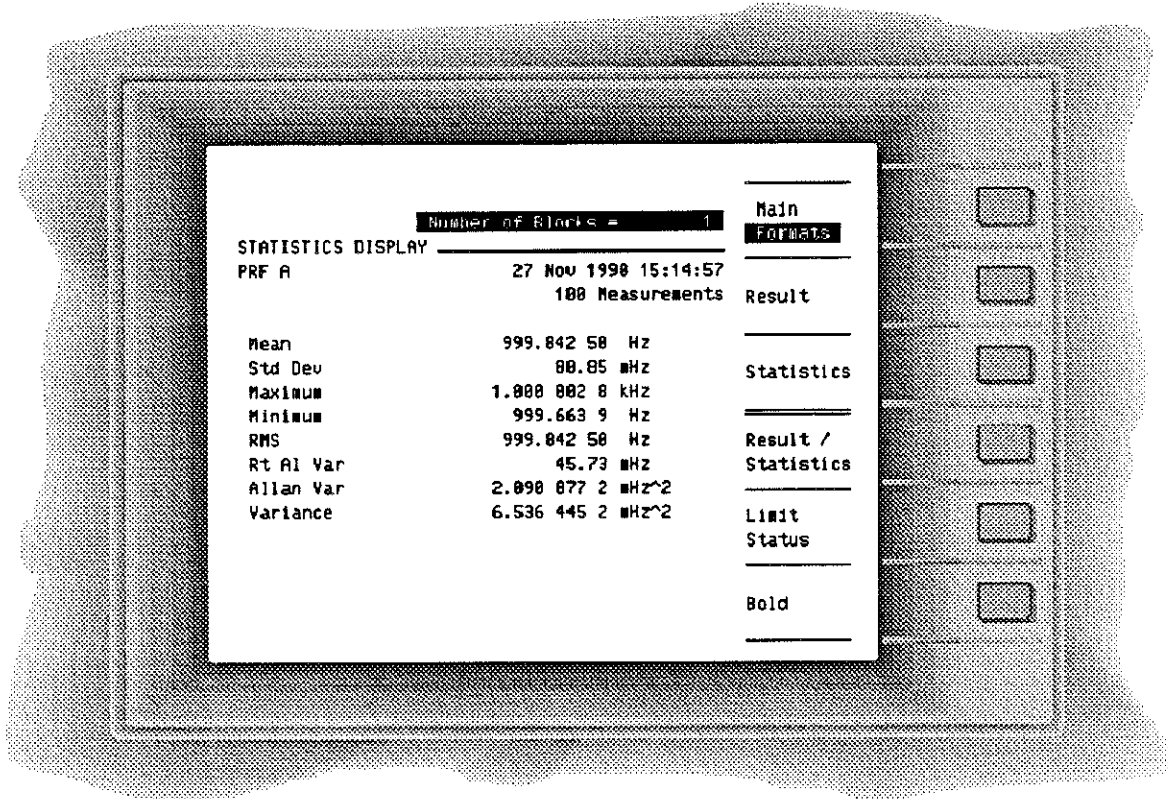 Number of Blocks = 1
STATISTICS DISPLAY
PRF A 27 Nov 1990 15:14:57
100 Measurements
Mean 999.842 50 Hz
Std Dev 80.85 mHz
Maximum 1.000 002 8 kHz
Minimum 999.663 9 Hz
RMS 999.842 50 Hz
Rt Al Var 45.73 mHz
Allan Var 2.090 877 2 mHz^2
Variance 6.536 445 2 mHz^2
Main
Formats
Result
Statistics
Result /
Statistics
Limit
Status
Bold